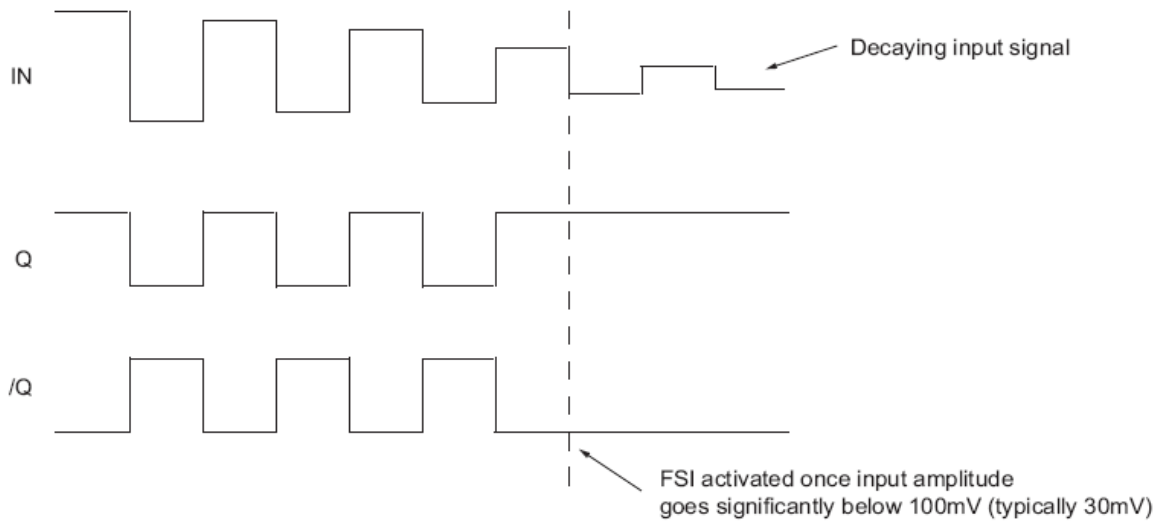 IN
Decaying input signal
Q
/Q
FSI activated once input amplitude
goes significantly below 100mV (typically 30mV)